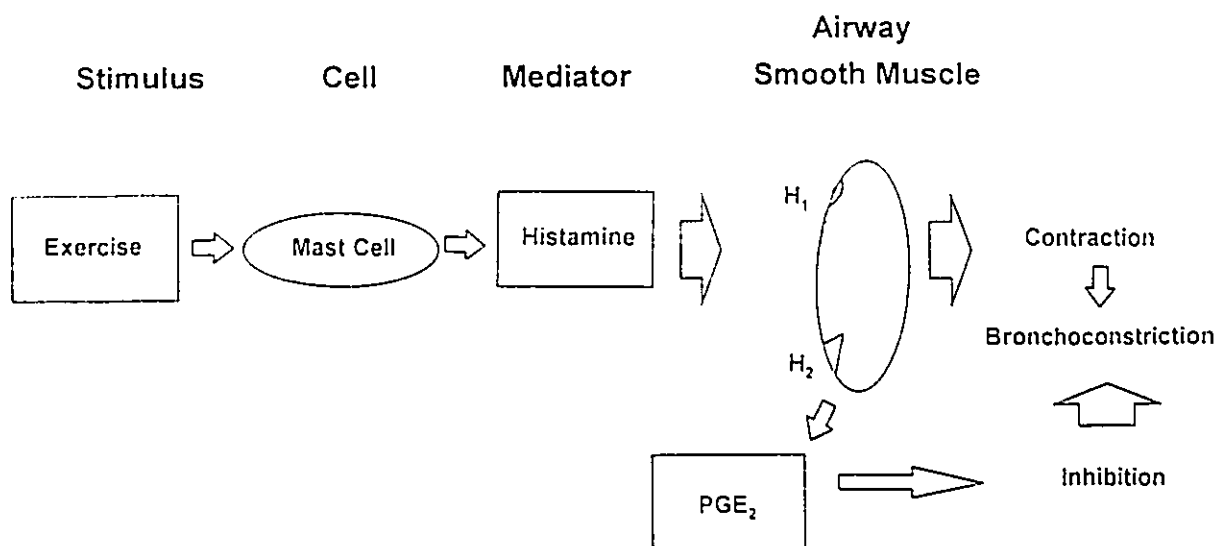 Airway
Stimulus Cell Mediator Smooth Muscle
H₁
Exercise Mast Cell Histamine Contraction
Bronchoconstriction
H₂
PGE₂ Inhibition